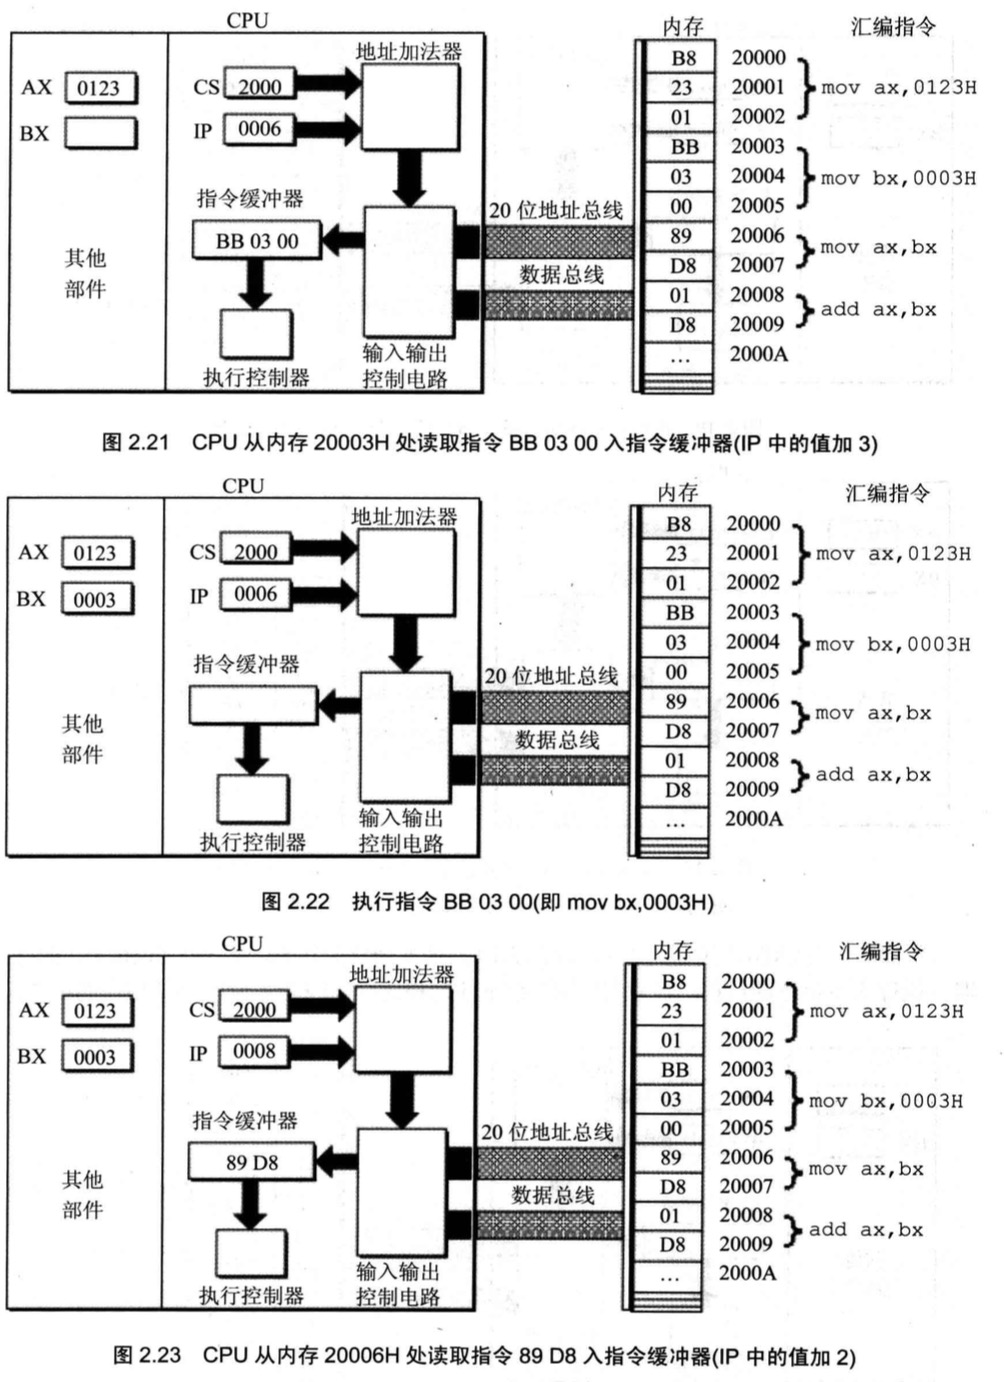 CPU
内存 汇编指令
地址加法器
AX 0123 CS 2000
BX IP 0006
B8 20000
23 20001 mov ax,0123H
01 20002
BB 20003
03 20004 mov bx,0003H
00 20005
89 20006
D8 20007 mov ax,bx
01 20008
D8 20009 add ax,bx
... 2000A
指令缓冲器
BB 03 00
20 位地址总线
数据总线
其他
部件
执行控制器
输入输出
控制电路
图 2.21 CPU 从内存 20003H 处读取指令 BB 03 00 入指令缓冲器(IP 中的值加 3)
CPU
内存 汇编指令
地址加法器
AX 0123 CS 2000
BX 0003 IP 0006
B8 20000
23 20001 mov ax,0123H
01 20002
BB 20003
03 20004 mov bx,0003H
00 20005
89 20006
D8 20007 mov ax,bx
01 20008
D8 20009 add ax,bx
... 2000A
指令缓冲器
20 位地址总线
数据总线
其他
部件
执行控制器
输入输出
控制电路
图 2.22 执行指令 BB 03 00(即 mov bx,0003H)
CPU
内存 汇编指令
地址加法器
AX 0123 CS 2000
BX 0003 IP 0008
B8 20000
23 20001 mov ax,0123H
01 20002
BB 20003
03 20004 mov bx,0003H
00 20005
89 20006
D8 20007 mov ax,bx
01 20008
D8 20009 add ax,bx
... 2000A
指令缓冲器
89 D8
20 位地址总线
数据总线
其他
部件
执行控制器
输入输出
控制电路
图 2.23 CPU 从内存 20006H 处读取指令 89 D8 入指令缓冲器(IP 中的值加 2)